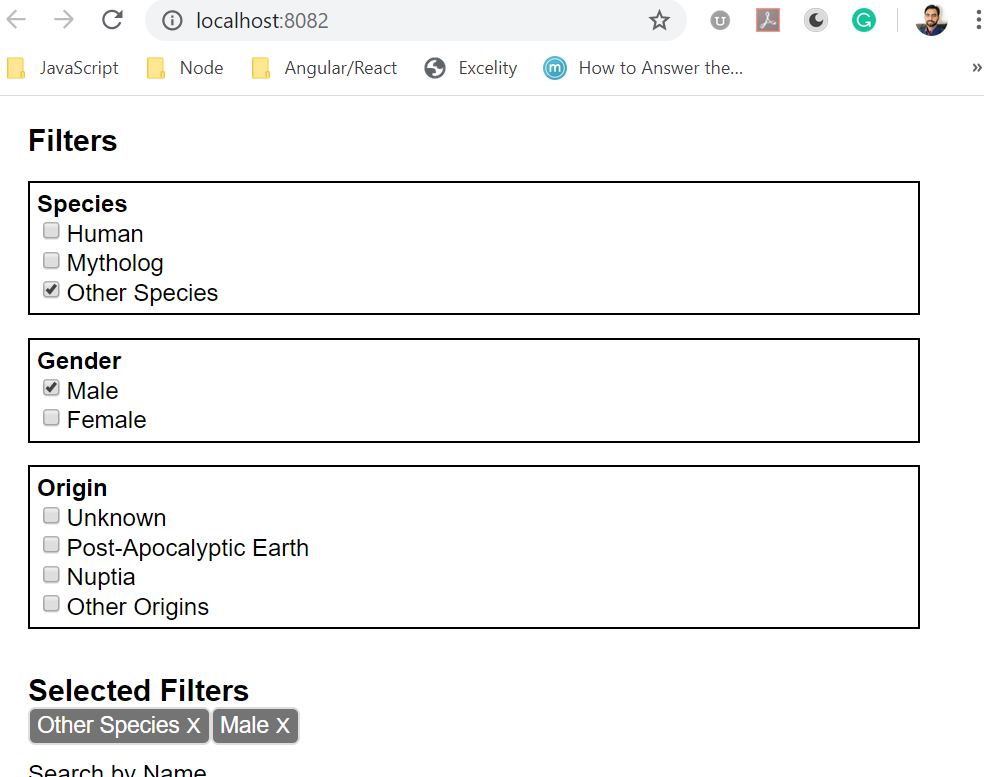 localhost:8082
JavaScript Node Angular/React Excelity How to Answer the...
Filters
Species
Human
Mytholog
Other Species
Gender
Male
Female
Origin
Unknown
Post-Apocalyptic Earth
Nuptia
Other Origins
Selected Filters
Other Species X Male X
Search by Name